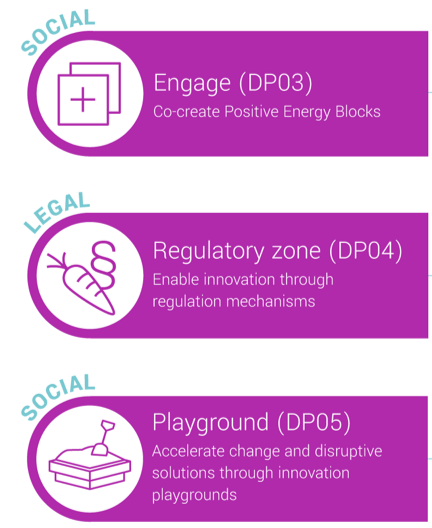 SOCIAL
Engage (DP03)
Co-create Positive Energy Blocks
LEGAL
Regulatory zone (DP04)
Enable innovation through
regulation mechanisms
SOCIAL
Playground (DP05)
Accelerate change and disruptive
solutions through innovation
playgrounds